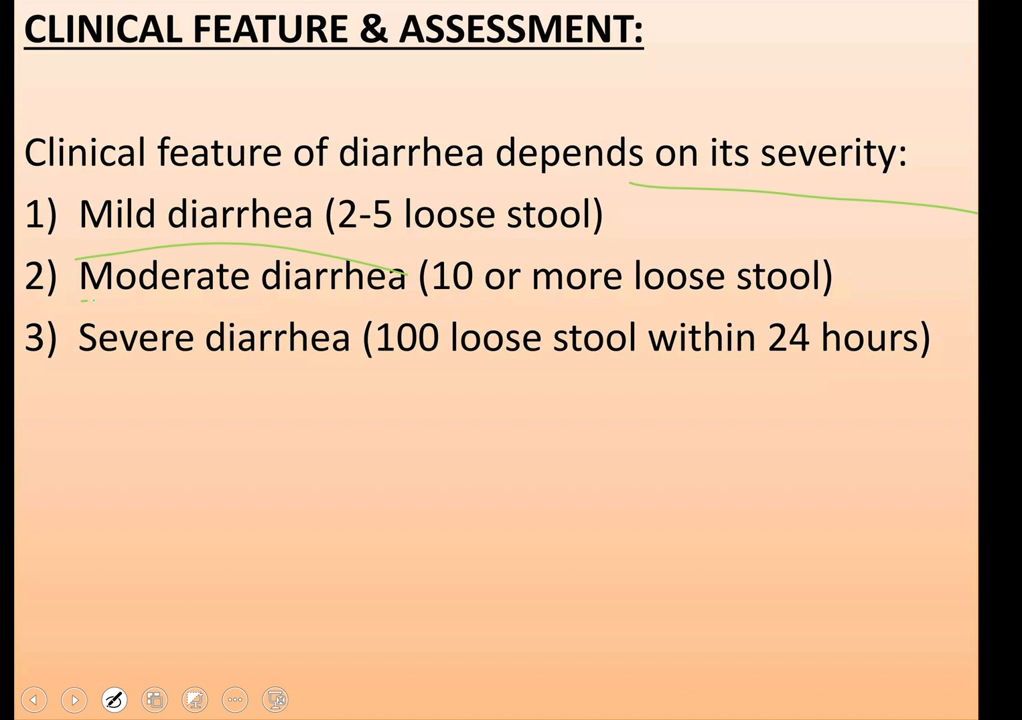 CLINICAL FEATURE & ASSESSMENT:
Clinical feature of diarrhea depends on its severity:
1) Mild diarrhea (2-5 loose stool)
2) Moderate diarrhea (10 or more loose stool)
3) Severe diarrhea (100 loose stool within 24 hours)